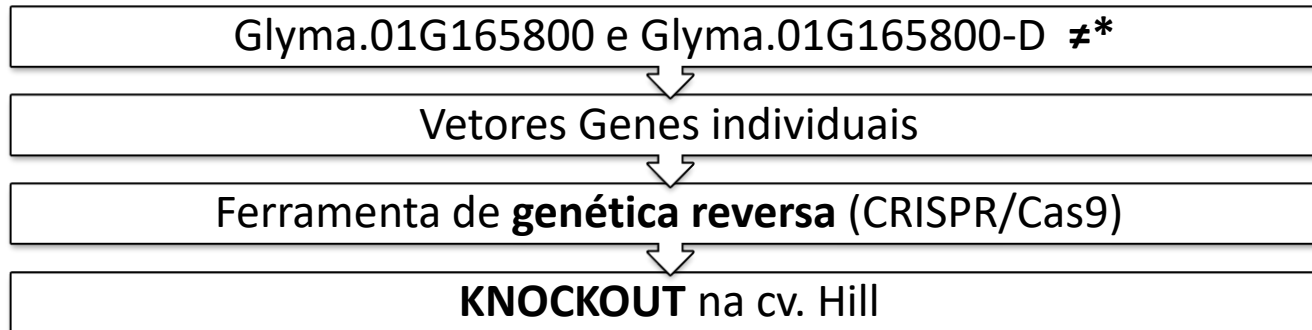 Glyma.01G165800 e Glyma.01G165800-D ≠*
Vetores Genes individuais
Ferramenta de genética reversa (CRISPR/Cas9)
KNOCKOUT na cv. Hill